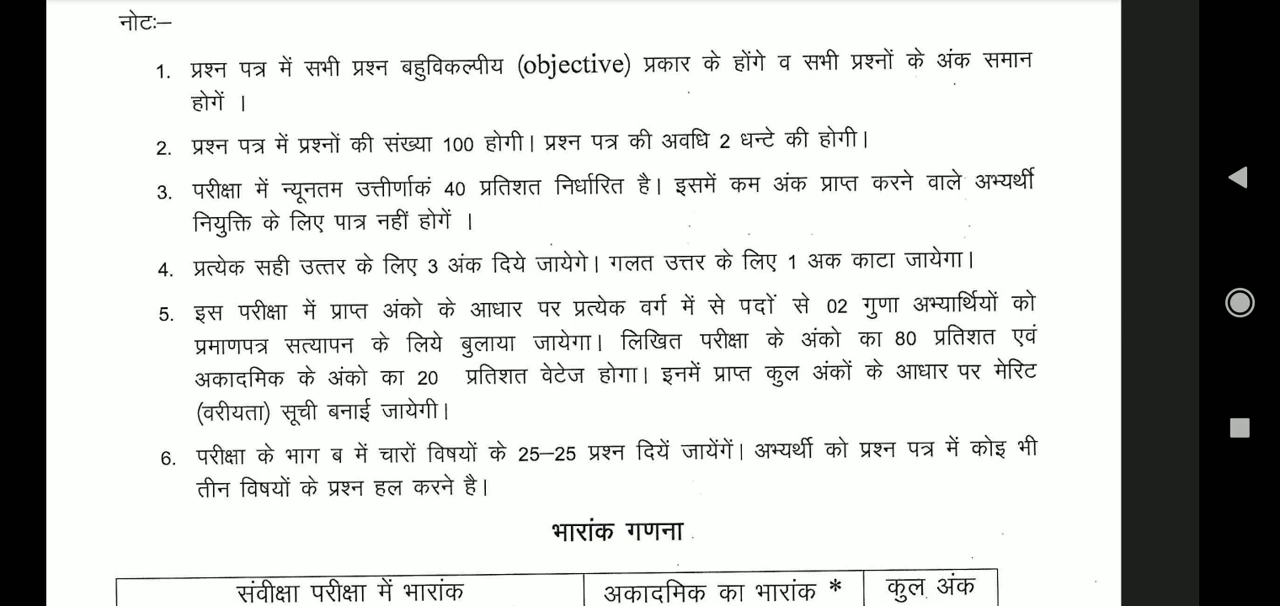 नोटः–
1. प्रश्न पत्र में सभी प्रश्न बहुविकल्पीय (objective) प्रकार के होंगे व सभी प्रश्नों के अंक समान
होगें ।
2. प्रश्न पत्र में प्रश्नों की संख्या 100 होगी। प्रश्न पत्र की अवधि 2 धन्टे की होगी।
3. परीक्षा में न्यूनतम उत्तीर्णाकं 40 प्रतिशत निर्धारित है। इसमें कम अंक प्राप्त करने वाले अभ्यर्थी
नियुक्ति के लिए पात्र नहीं होगें ।
4. प्रत्येक सही उत्तर के लिए 3 अंक दिये जायेगे। गलत उत्तर के लिए 1 अक काटा जायेगा।
5. इस परीक्षा में प्राप्त अंको के आधार पर प्रत्येक वर्ग में से पदों से 02 गुणा अभ्यार्थियों को
प्रमाणपत्र सत्यापन के लिये बुलाया जायेगा। लिखित परीक्षा के अंको का 80 प्रतिशत एवं
अकादमिक के अंको का 20 प्रतिशत वेटेज होगा। इनमें प्राप्त कुल अंकों के आधार पर मेरिट
(वरीयता) सूची बनाई जायेगी।
6. परीक्षा के भाग ब में चारों विषयों के 25–25 प्रश्न दियें जायेंगें। अभ्यर्थी को प्रश्न पत्र में कोइ भी
तीन विषयों के प्रश्न हल करने है।
भारांक गणना
संवीक्षा परीक्षा में भारांक अकादमिक का भारांक * कुल अंक